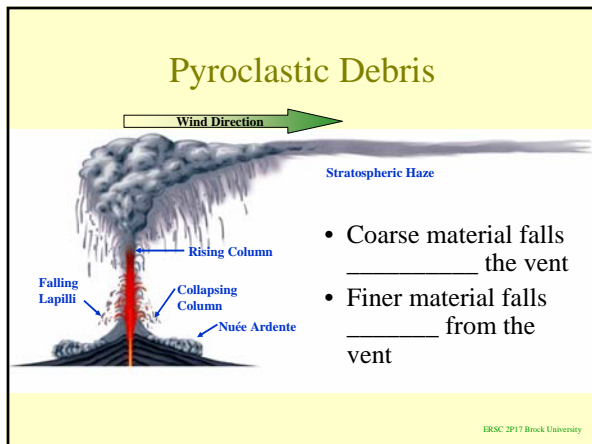 Pyroclastic Debris
Wind Direction
Stratospheric Haze
Rising Column
Falling
Lapilli
Collapsing
Column
Nuée Ardente
• Coarse material falls
__________ the vent
• Finer material falls
_______ from the
vent
ERSC 2P17 Brock University